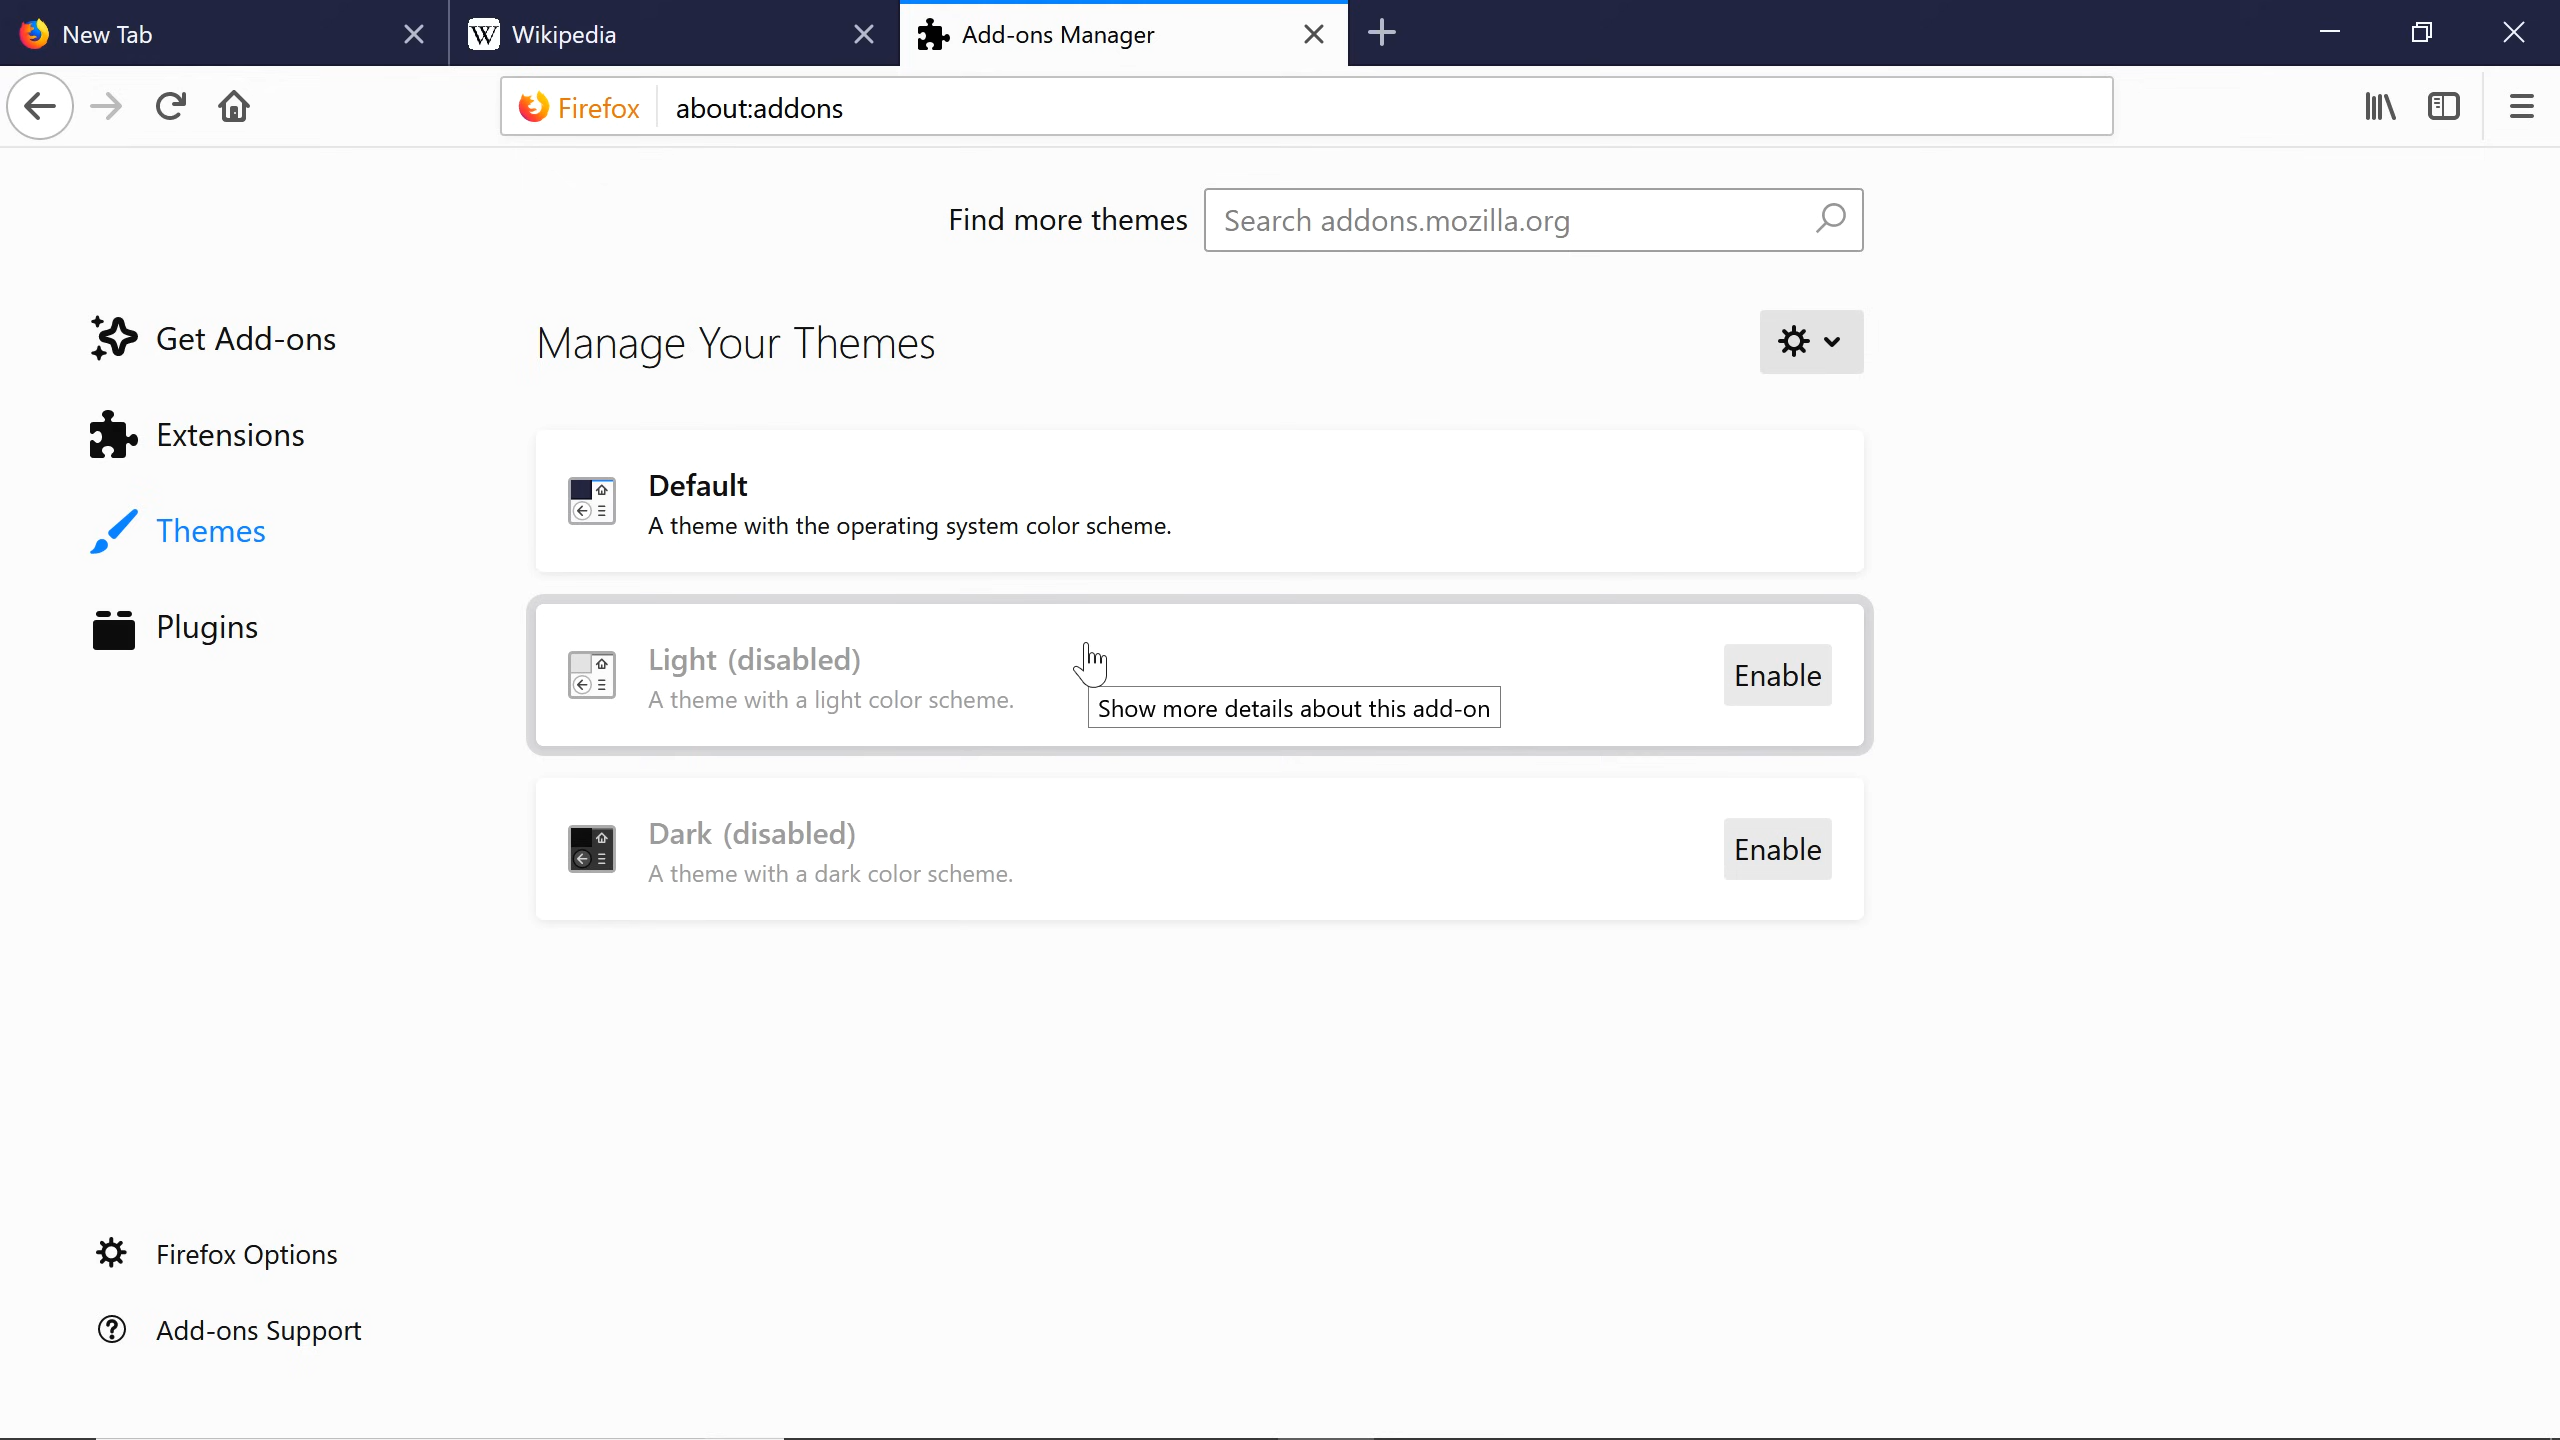 New Tab
Wikipedia
Add-ons Manager
Firefox about:addons
Find more themes Search addons.mozilla.org
Get Add-ons
Extensions
Themes
Plugins
Manage Your Themes
Default
A theme with the operating system color scheme.
Light (disabled)
A theme with a light color scheme.
Enable
Show more details about this add-on
Dark (disabled)
A theme with a dark color scheme.
Enable
Firefox Options
Add-ons Support